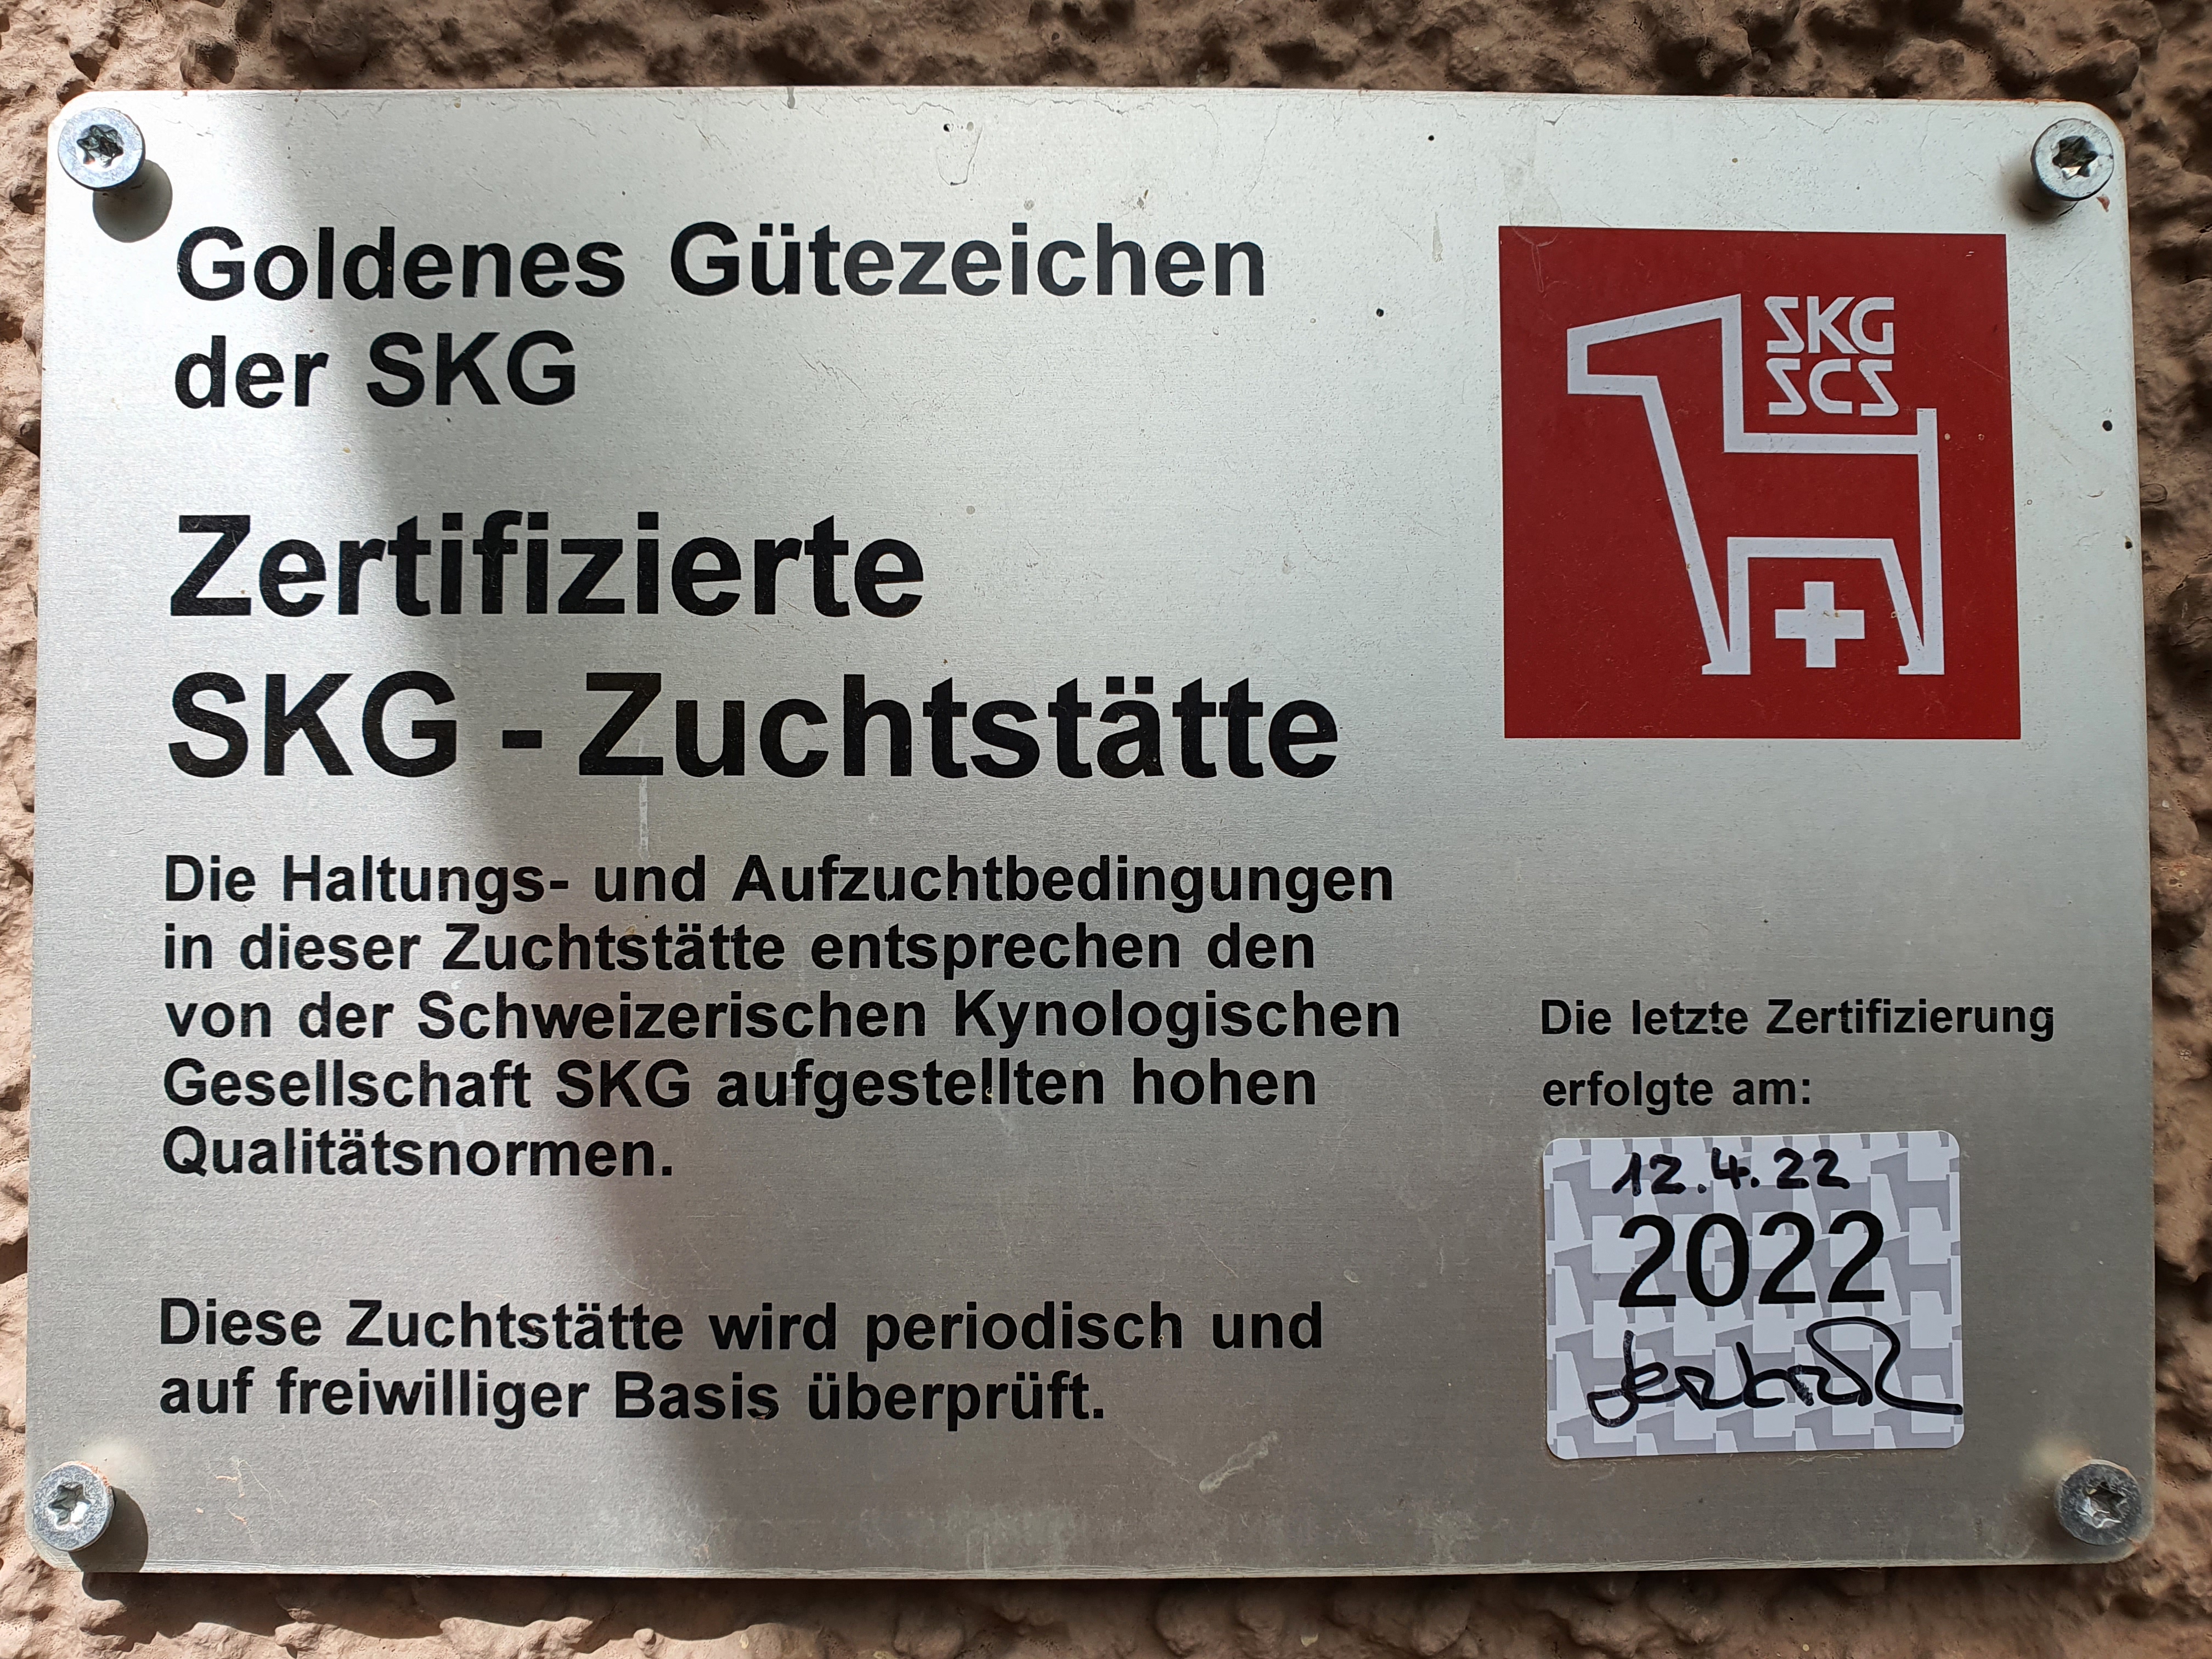 Goldenes Gütezeichen
der SKG
SKG
SCS
Zertifizierte
SKG - Zuchtstätte
Die Haltungs- und Aufzuchtbedingungen
in dieser Zuchtstätte entsprechen den
von der Schweizerischen Kynologischen
Gesellschaft SKG aufgestellten hohen
Qualitätsnormen.
Diese Zuchtstätte wird periodisch und
auf freiwilliger Basis überprüft.
Die letzte Zertifizierung
erfolgte am:
12.4.22
2022